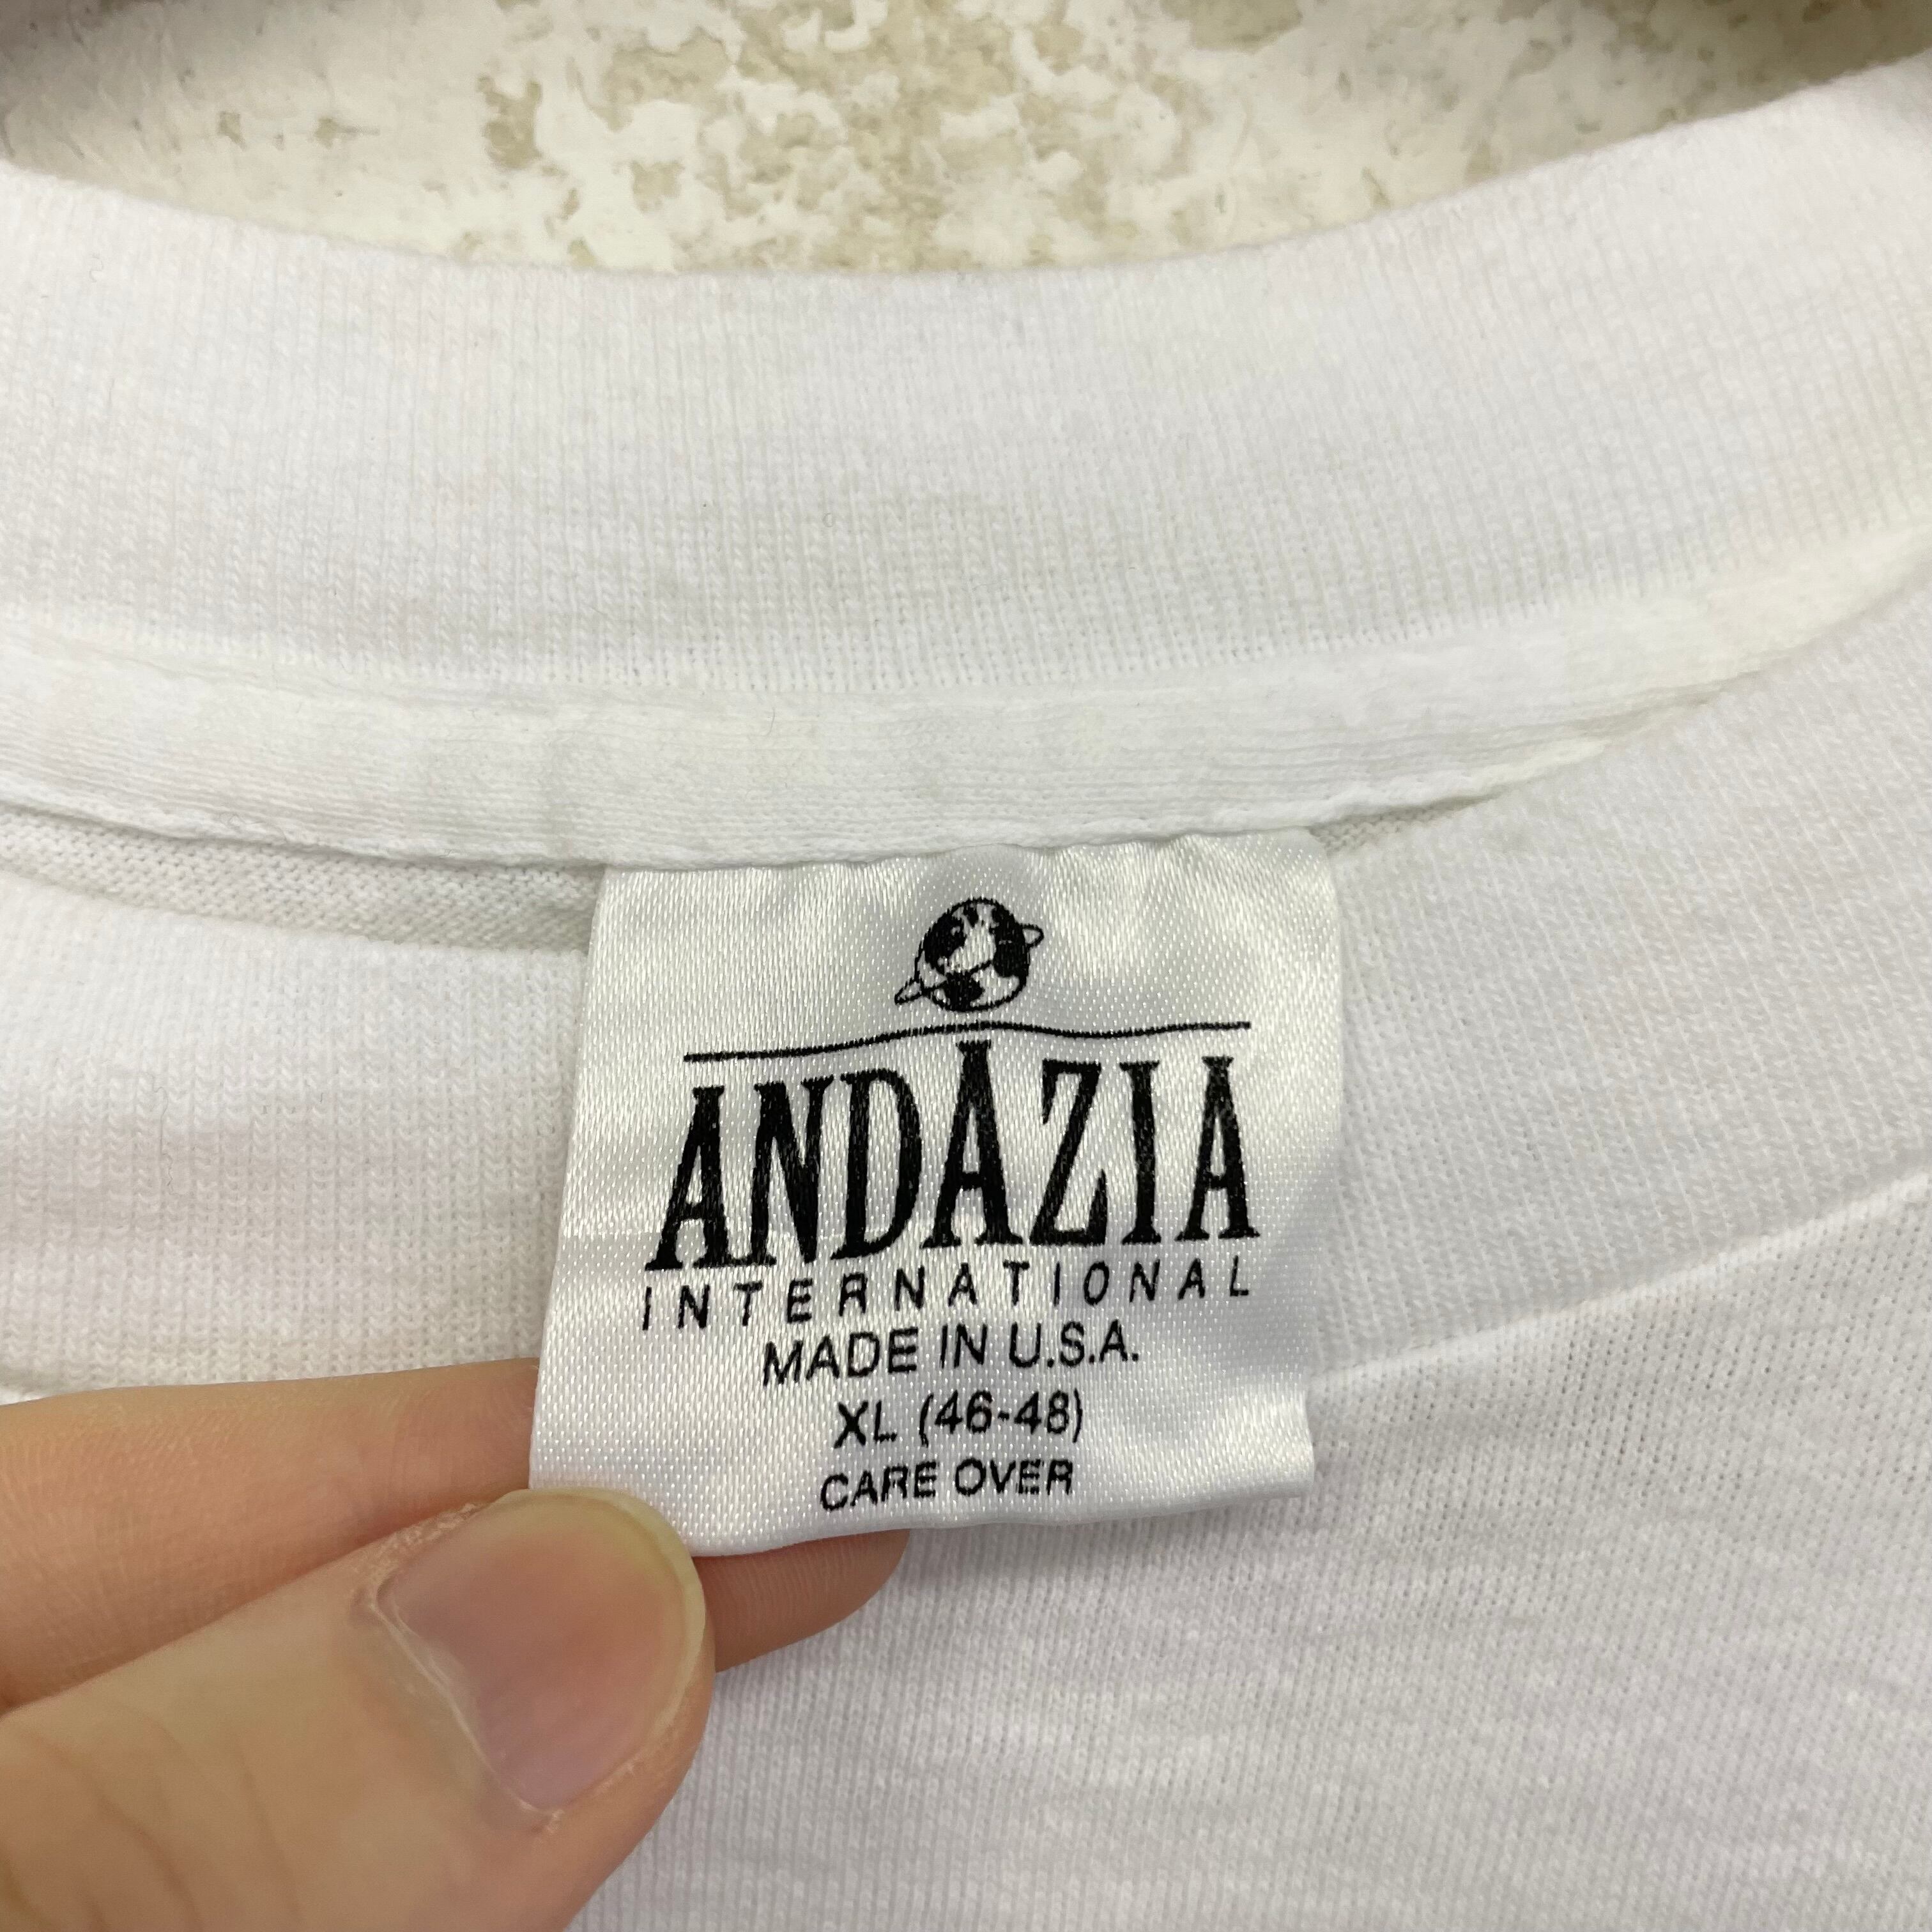 ANDAZIA
INTERNATIONAL
MADE IN U.S.A.
XL (46-48)
CARE OVER